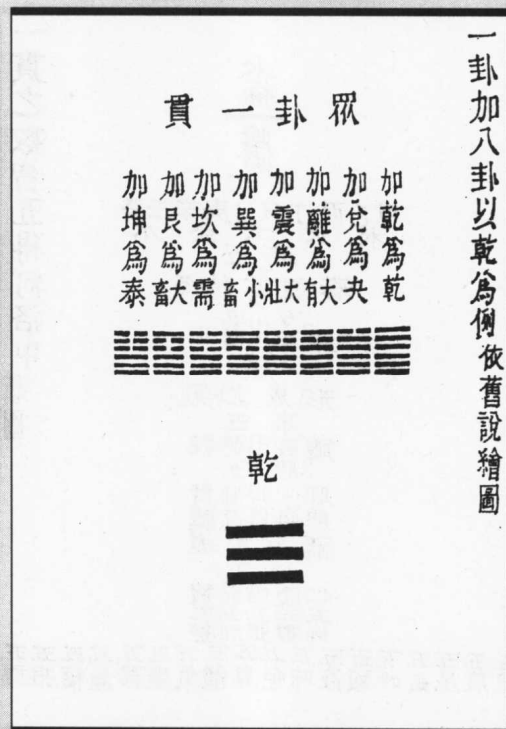 一卦加八卦以乾爲例依舊說繪圖
眾卦一貫
加乾爲乾
加兌爲夬
加離爲大有
加震爲大壯
加巽爲小畜
加坎爲需
加艮爲大畜
加坤爲泰
乾